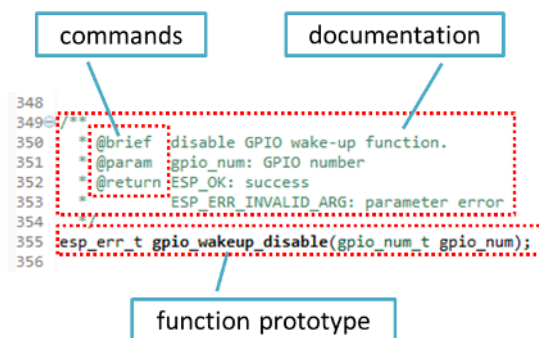 commands documentation
348
349 /**
350 * @brief disable GPIO wake-up function.
351 * @param gpio_num: GPIO number
352 * @return ESP_OK: success
353 * ESP_ERR_INVALID_ARG: parameter error
354 */
355 esp_err_t gpio_wakeup_disable(gpio_num_t gpio_num);
356
function prototype